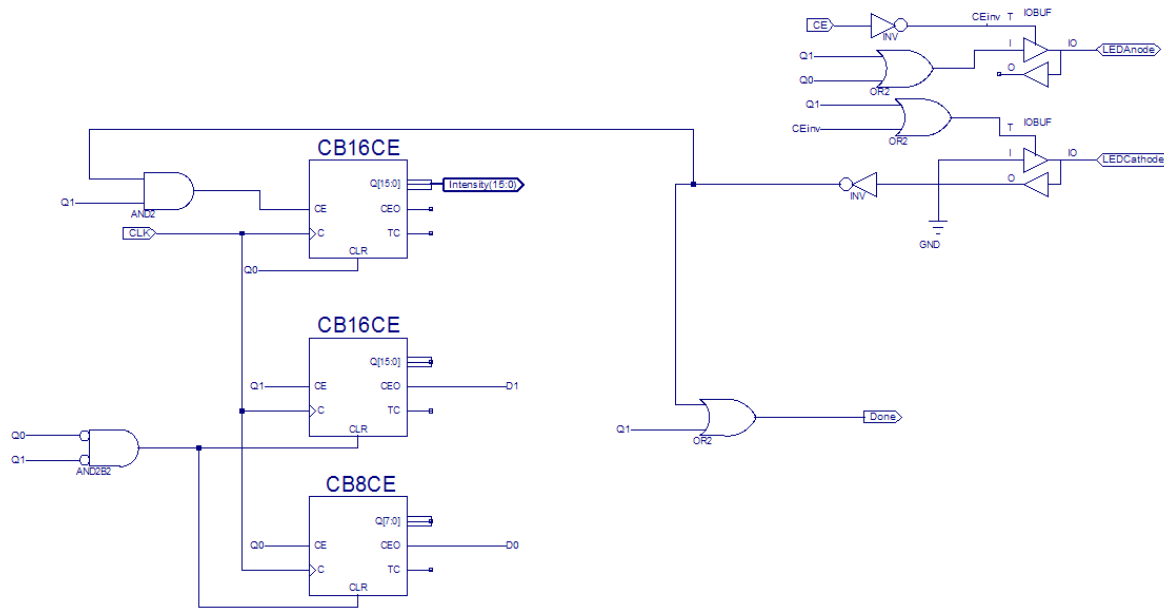 CE
INV
CEinv T IOBUF
I
IO
LEDAnode
O
Q1
Q0
OR2
Q1
CEinv
OR2
T IOBUF
I
IO
LEDCathode
O
INV
GND
CB16CE
Q[15:0]
Intensity(15:0)
CE
CEO
C
TC
CLR
Q1
AND2
CLK
Q0
CB16CE
Q[15:0]
Q1
CE
CEO
D1
C
TC
CLR
Q0
Q1
AND2B2
Q1
OR2
Done
CB8CE
Q[7:0]
Q0
CE
CEO
D0
C
TC
CLR